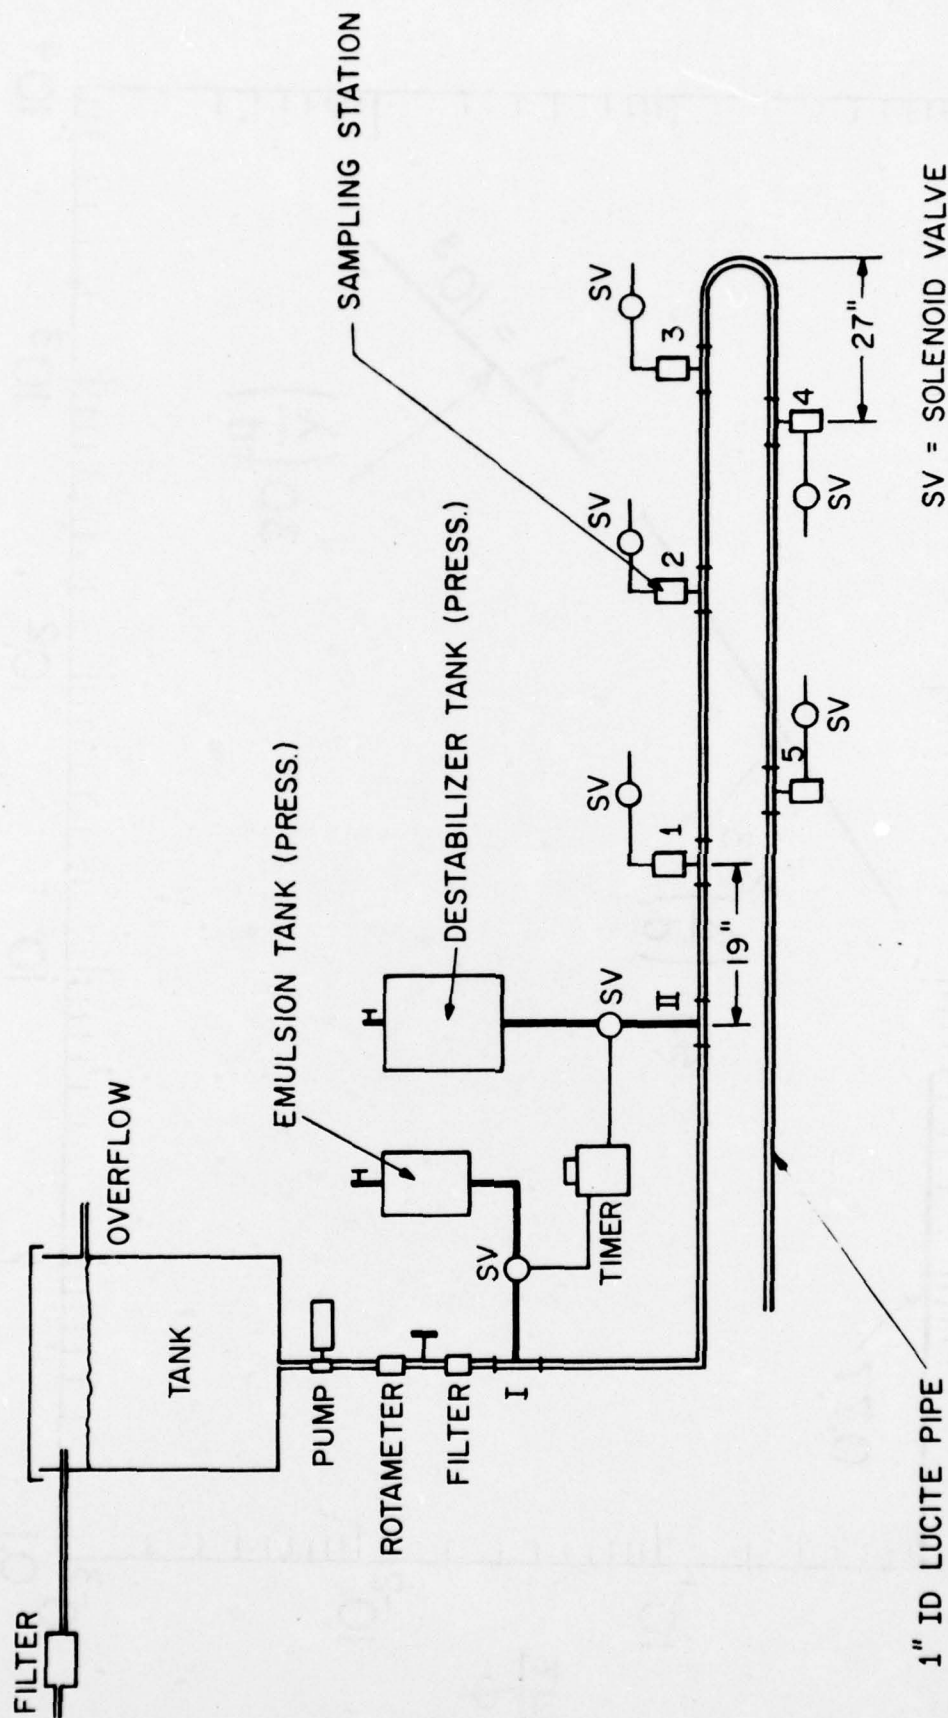 FILTER
OVERFLOW
TANK
PUMP
ROTAMETER
FILTER
I
EMULSION TANK (PRESS.)
SV
TIMER
DESTABILIZER TANK (PRESS.)
SV
II
SAMPLING STATION
SV
1
SV
2
SV
3
19"
27"
4
SV
5
SV
1" ID LUCITE PIPE
SV = SOLENOID VALVE